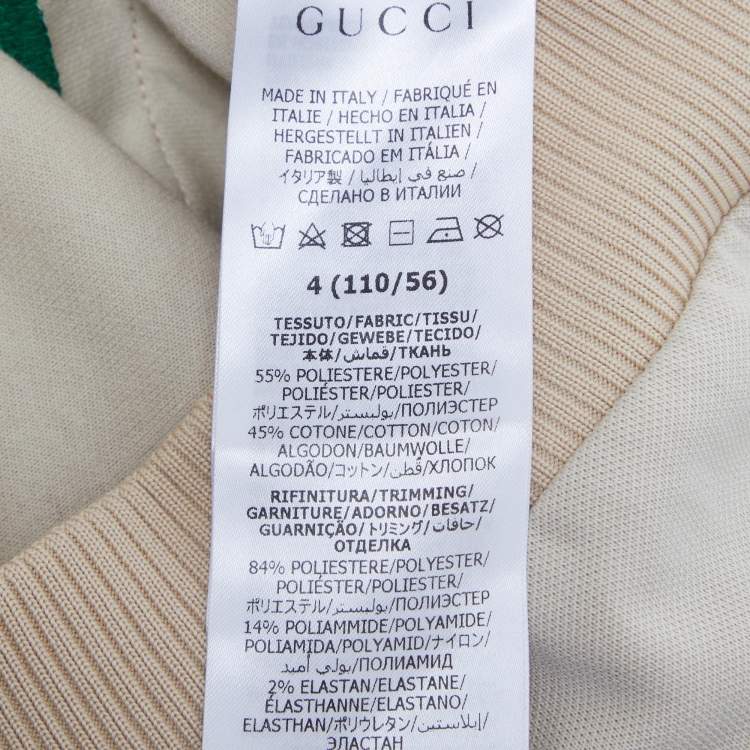 GUCCI
MADE IN ITALY / FABRIQUÉ EN
ITALIE / HECHO EN ITALIA /
HERGESTELLT IN ITALIEN /
FABRICADO EM ITÁLIA /
イタリア製 / صنع في إيطاليا /
СДЕЛАНО В ИТАЛИИ
4 (110/56)
TESSUTO/FABRIC/TISSU/
TEJIDO/GEWEBE/TECIDO/
本体/قماش/ТКАНЬ
55% POLIESTERE/POLYESTER/
POLIÉSTER/POLIESTER/
ポリエステル/بوليستر/ПОЛИЭСТЕР
45% COTONE/COTTON/COTON/
ALGODON/BAUMWOLLE/
ALGODÃO/コットン/قطن/ХЛОПОК
RIFINITURA/TRIMMING/
GARNITURE/ADORNO/BESATZ/
GUARNIÇÃO/トリミング/حافات/
ОТДЕЛКА
84% POLIESTERE/POLYESTER/
POLIÉSTER/POLIESTER/
ポリエステル/بوليستر/ПОЛИЭСТЕР
14% POLIAMMIDE/POLYAMIDE/
POLIAMIDA/POLYAMID/ナイロン/
بولي أميد/ПОЛИАМИД
2% ELASTAN/ELASTANE/
ÉLASTHANNE/ELASTANO/
ELASTHAN/ポリウレタン/إيلاستين/
ЭЛАСТАН